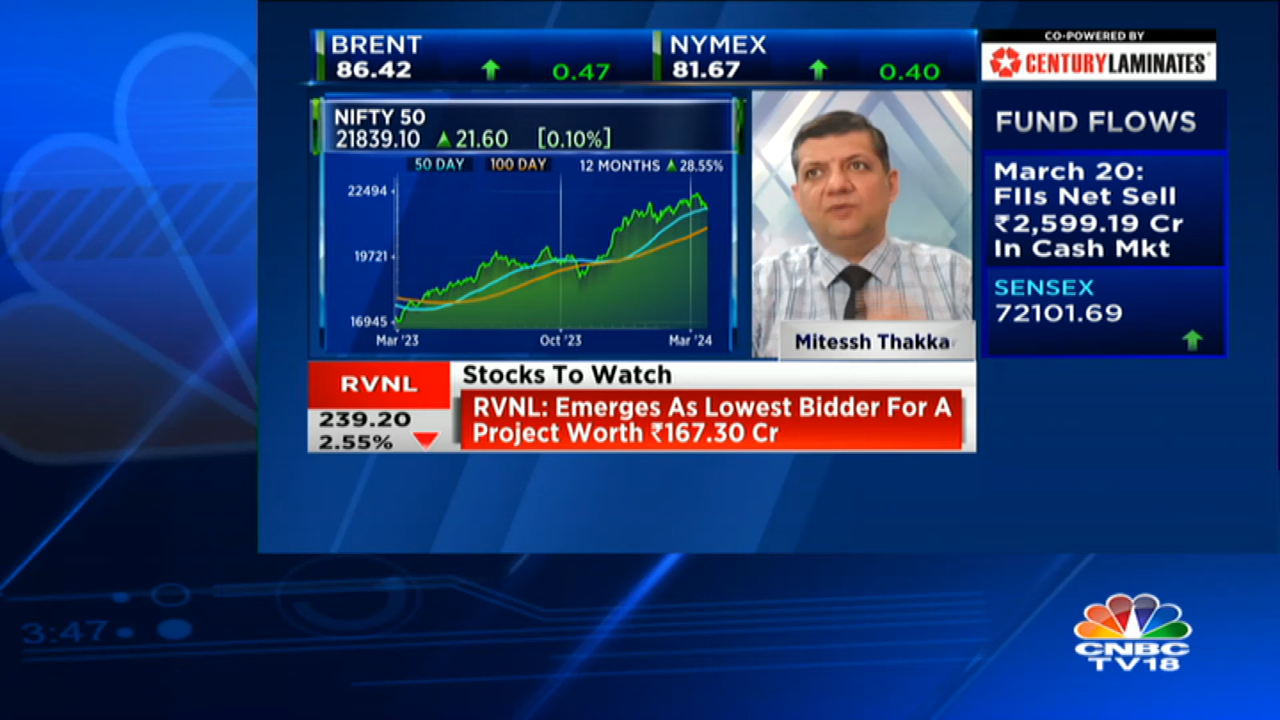 BRENT
86.42 0.47
NYMEX
81.67 0.40
CO-POWERED BY
CENTURYLAMINATES
NIFTY 50
21839.10 ▲21.60 [0.10%]
50 DAY 100 DAY 12 MONTHS ▲28.55%
22494
19721
16945
Mar '23 Oct '23 Mar '24
Mitessh Thakkar
FUND FLOWS
March 20:
FIIs Net Sell
₹2,599.19 Cr
In Cash Mkt
SENSEX
72101.69
RVNL
239.20
2.55%
Stocks To Watch
RVNL: Emerges As Lowest Bidder For A
Project Worth ₹167.30 Cr
3:47
CNBC
TV18